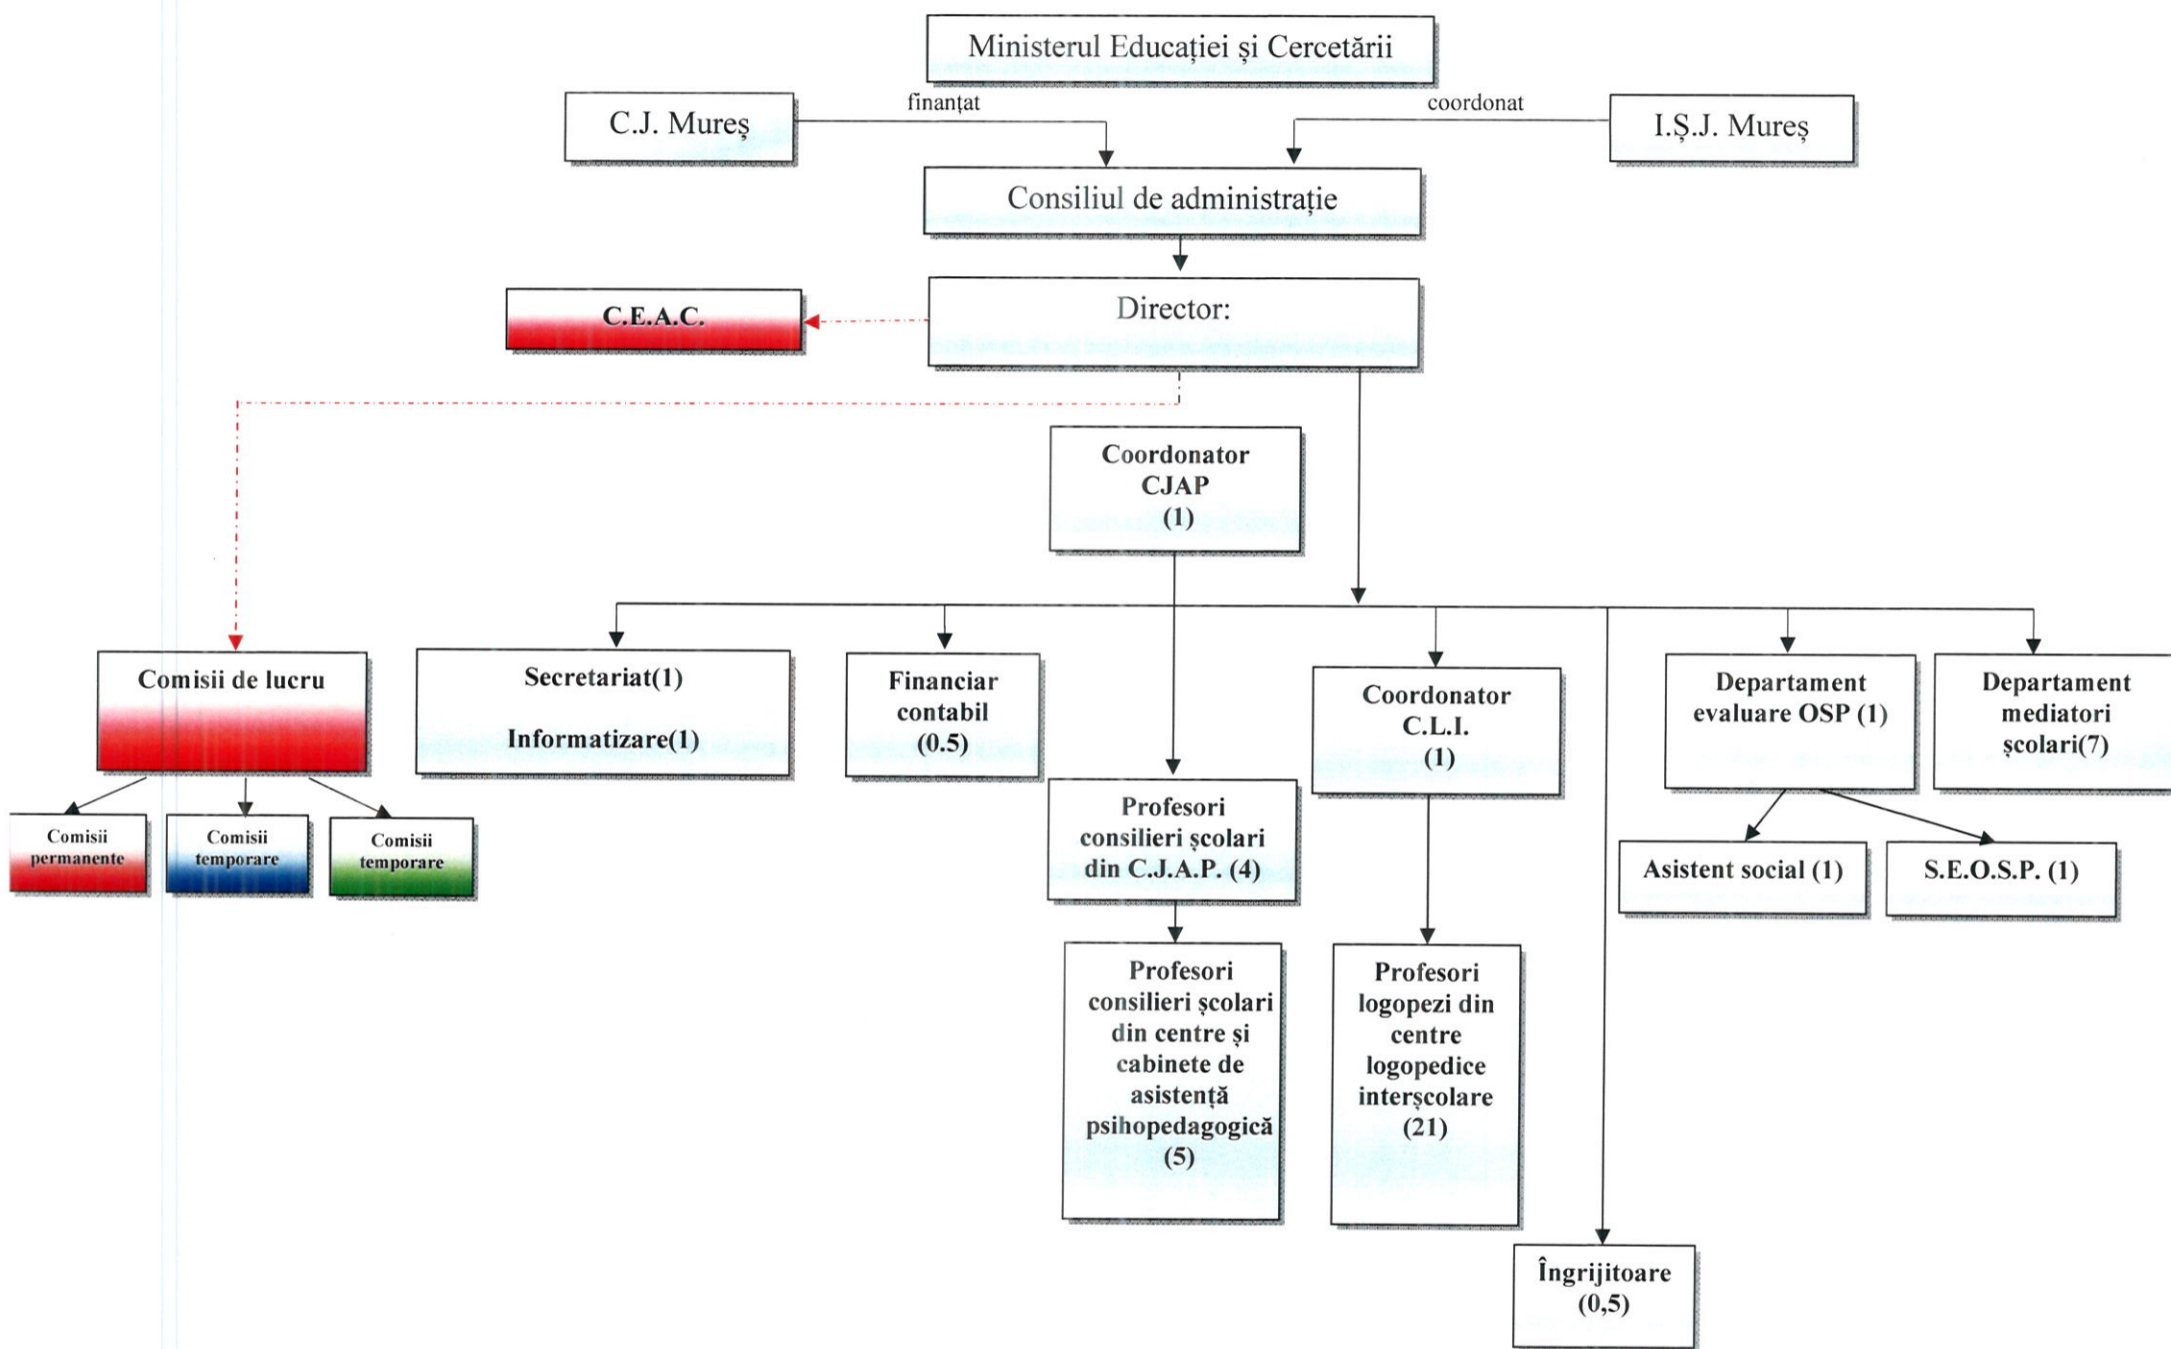 Ministerul Educației și Cercetării
C.J. Mureș
finanțat
coordonat
I.Ș.J. Mureș
Consiliul de administrație
C.E.A.C.
Director:
Coordonator
CJAP
(1)
Comisii de lucru
Secretariat(1)
Informatizare(1)
Financiar
contabil
(0.5)
Coordonator
C.L.I.
(1)
Departament
evaluare OSP (1)
Departament
mediatori
școlari(7)
Comisii
permanente
Comisii
temporare
Comisii
temporare
Profesori
consilieri școlari
din C.J.A.P. (4)
Asistent social (1)
S.E.O.S.P. (1)
Profesori
consilieri școlari
din centre și
cabinete de
asistență
psihopedagogică
(5)
Profesori
logopezi din
centre
logopedice
interșcolare
(21)
Îngrijitoare
(0,5)